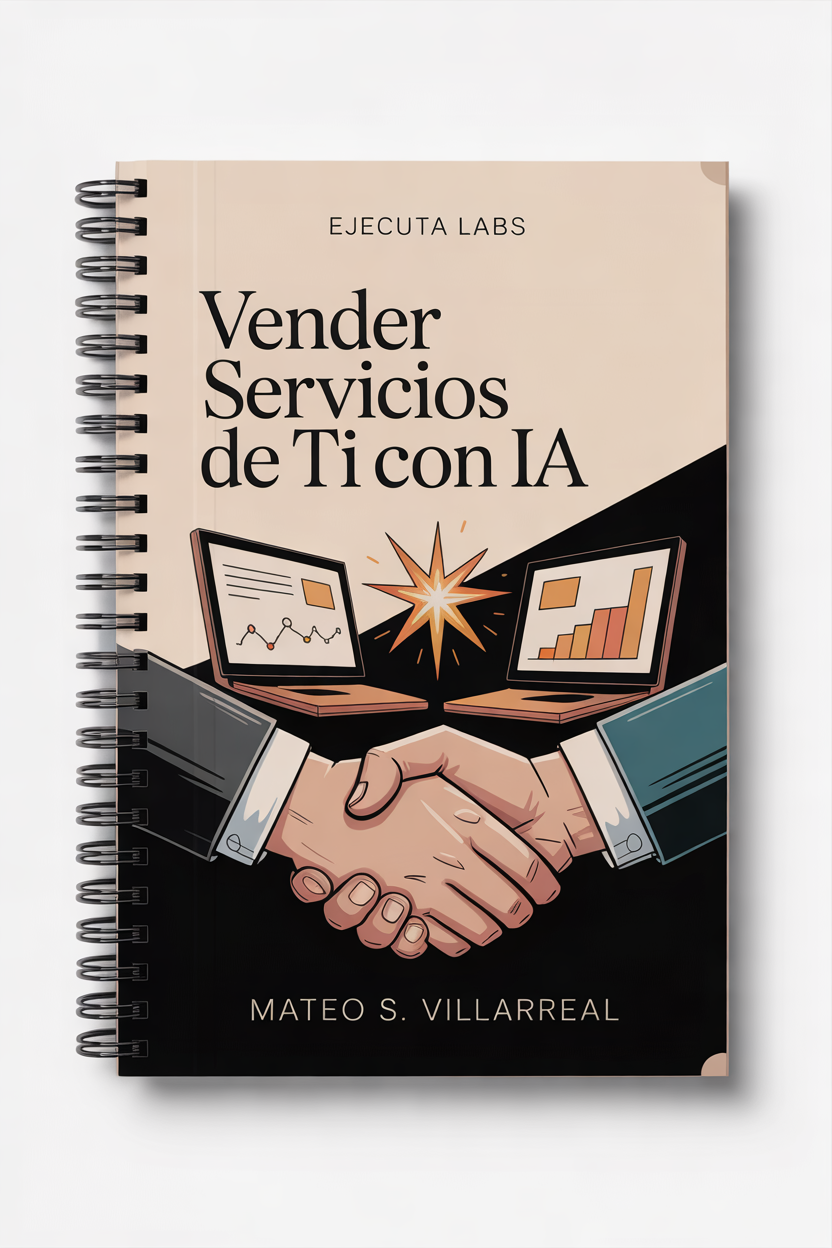 EJECUTA LABS
Vender
Servicios
de Ti con IA
MATEO S. VILLARREAL